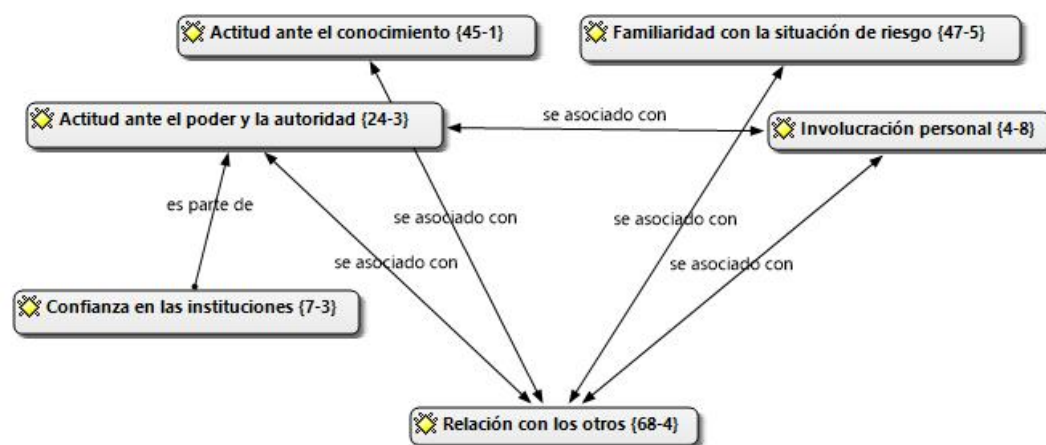 Actitud ante el conocimiento {45-1}
Familiaridad con la situación de riesgo {47-5}
Actitud ante el poder y la autoridad {24-3}
se asociado con
Involucración personal {4-8}
es parte de
se asociado con
se asociado con
se asociado con
se asociado con
Confianza en las instituciones {7-3}
Relación con los otros {68-4}